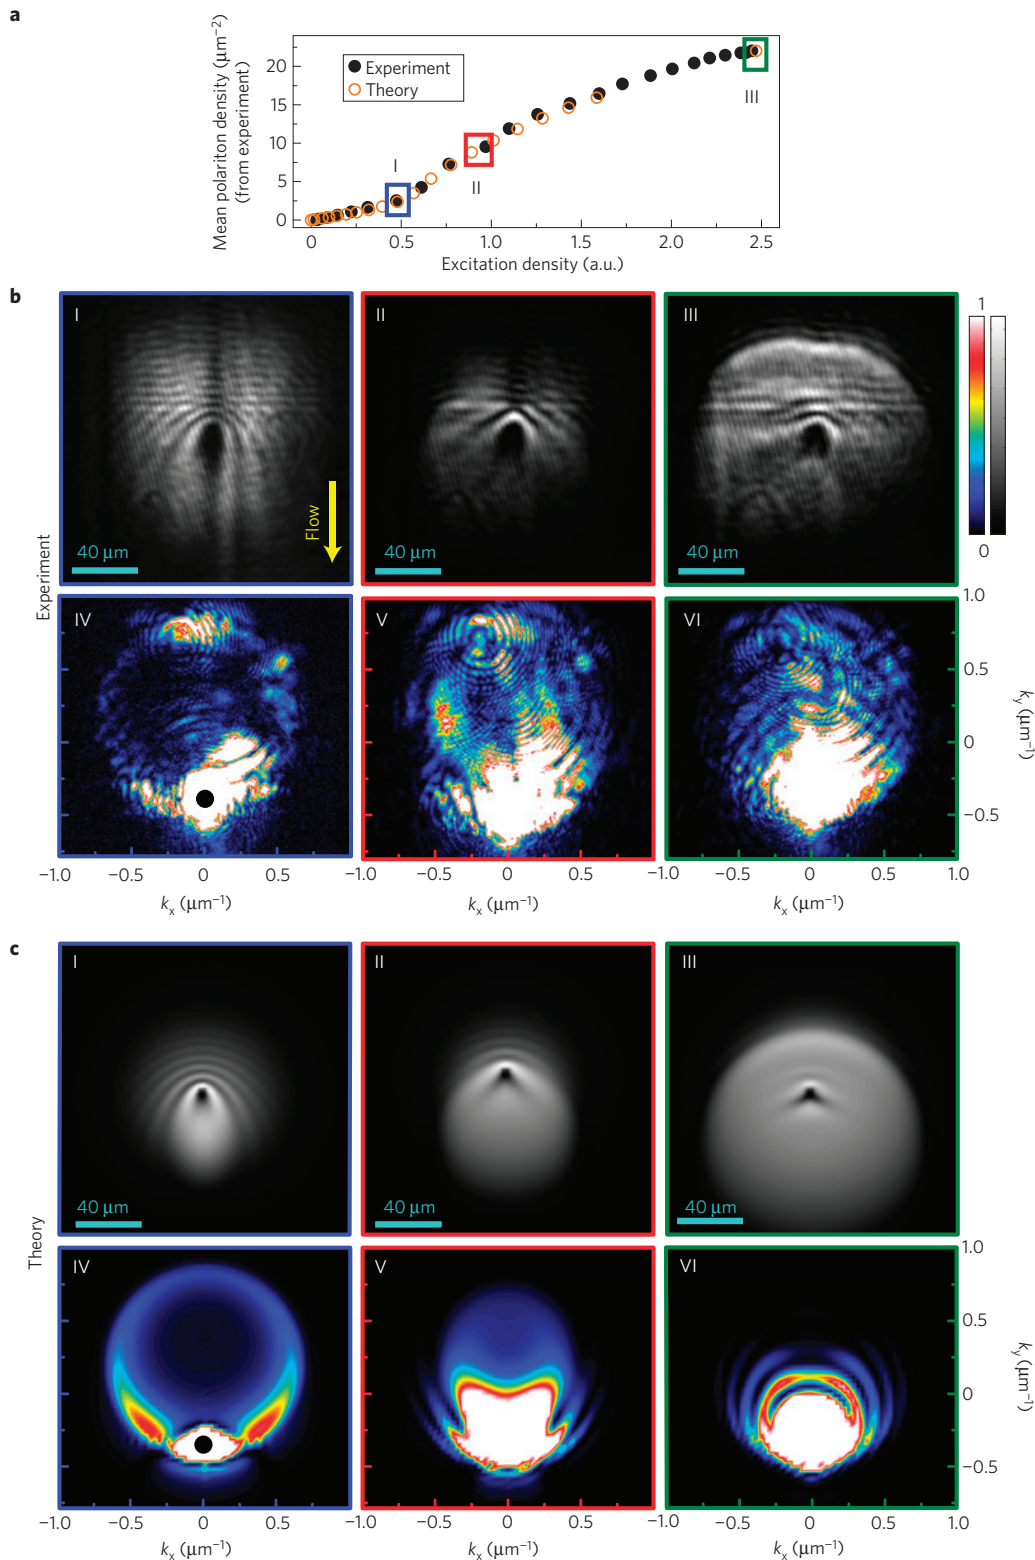 a
Mean polariton density (μm⁻²)
(from experiment)
20
15
10
5
0
Experiment
Theory
I
II
III
0
0.5
1.0
1.5
2.0
2.5
Excitation density (a.u.)
b
Experiment
I
Flow
40 μm
II
40 μm
III
40 μm
1
0
IV
V
VI
1.0
0.5
0
−0.5
k_y (μm⁻¹)
−1.0
−0.5
0
0.5
−1.0
−0.5
0
0.5
−1.0
−0.5
0
0.5
1.0
k_x (μm⁻¹)
k_x (μm⁻¹)
k_x (μm⁻¹)
c
Theory
I
40 μm
II
40 μm
III
40 μm
IV
V
VI
1.0
0.5
0
−0.5
k_y (μm⁻¹)
−1.0
−0.5
0
0.5
−1.0
−0.5
0
0.5
−1.0
−0.5
0
0.5
1.0
k_x (μm⁻¹)
k_x (μm⁻¹)
k_x (μm⁻¹)